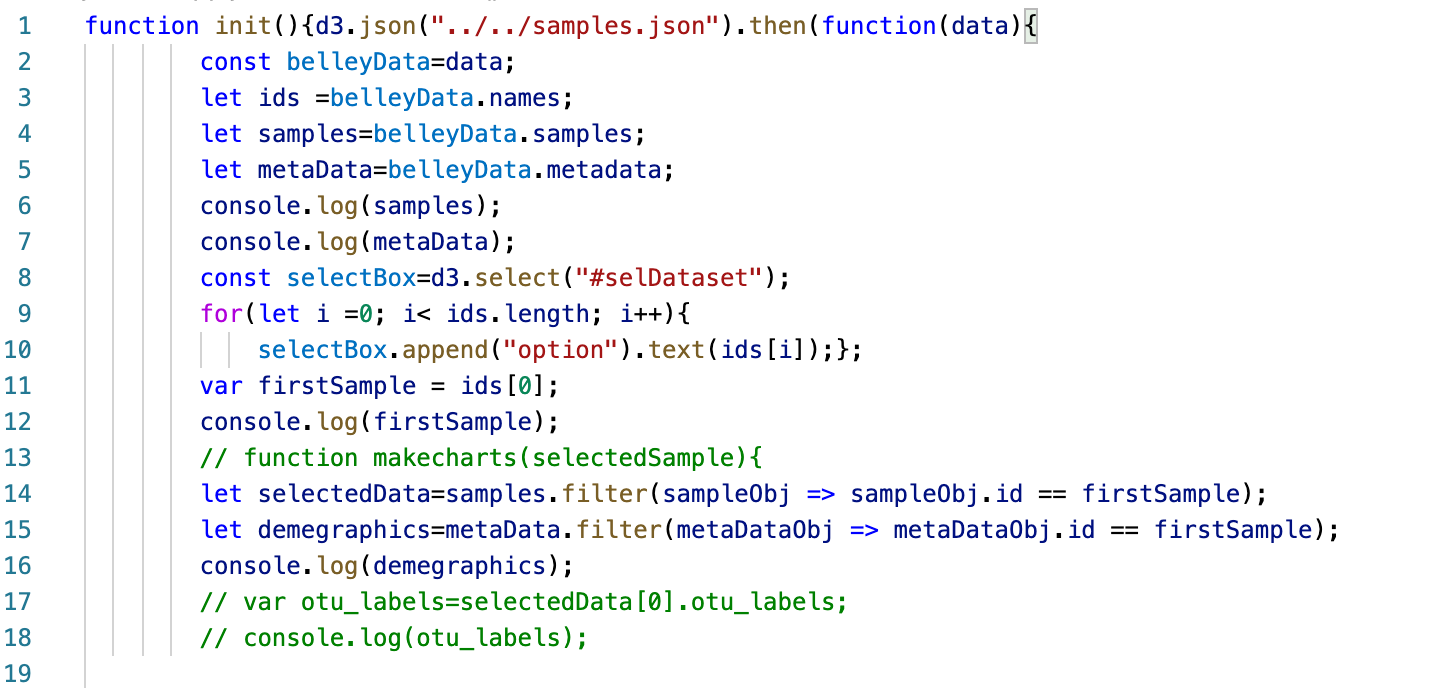 1 function init(){d3.json("../../samples.json").then(function(data){
2 const belleyData=data;
3 let ids =belleyData.names;
4 let samples=belleyData.samples;
5 let metaData=belleyData.metadata;
6 console.log(samples);
7 console.log(metaData);
8 const selectBox=d3.select("#selDataset");
9 for(let i =0; i< ids.length; i++){
10 selectBox.append("option").text(ids[i]);};
11 var firstSample = ids[0];
12 console.log(firstSample);
13 // function makecharts(selectedSample){
14 let selectedData=samples.filter(sampleObj => sampleObj.id == firstSample);
15 let demegraphics=metaData.filter(metaDataObj => metaDataObj.id == firstSample);
16 console.log(demegraphics);
17 // var otu_labels=selectedData[0].otu_labels;
18 // console.log(otu_labels);
19